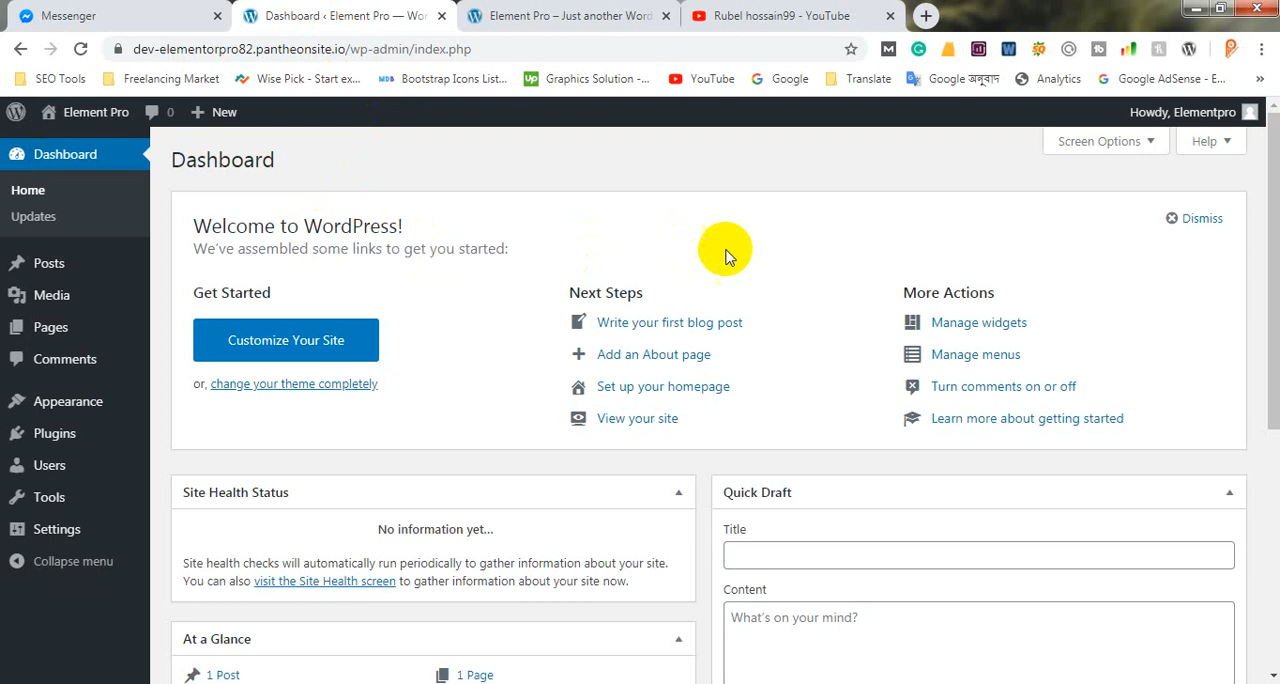 Messenger
Dashboard ‹ Element Pro — Wor
Element Pro – Just another Word
Rubel hossain99 - YouTube
dev-elementorpro82.pantheonsite.io/wp-admin/index.php
SEO Tools
Freelancing Market
Wise Pick - Start ex...
Bootstrap Icons List...
Graphics Solution -...
YouTube
Google
Translate
Google অনুবাদ
Analytics
Google AdSense - E...
Element Pro
0
New
Howdy, Elementpro
Dashboard
Home
Updates
Posts
Media
Pages
Comments
Appearance
Plugins
Users
Tools
Settings
Collapse menu
Screen Options
Help
Dashboard
Welcome to WordPress!
We've assembled some links to get you started:
Dismiss
Get Started
Customize Your Site
or, change your theme completely
Next Steps
Write your first blog post
Add an About page
Set up your homepage
View your site
More Actions
Manage widgets
Manage menus
Turn comments on or off
Learn more about getting started
Site Health Status
No information yet...
Site health checks will automatically run periodically to gather information about your site.
You can also visit the Site Health screen to gather information about your site now.
At a Glance
1 Post
1 Page
Quick Draft
Title
Content
What's on your mind?